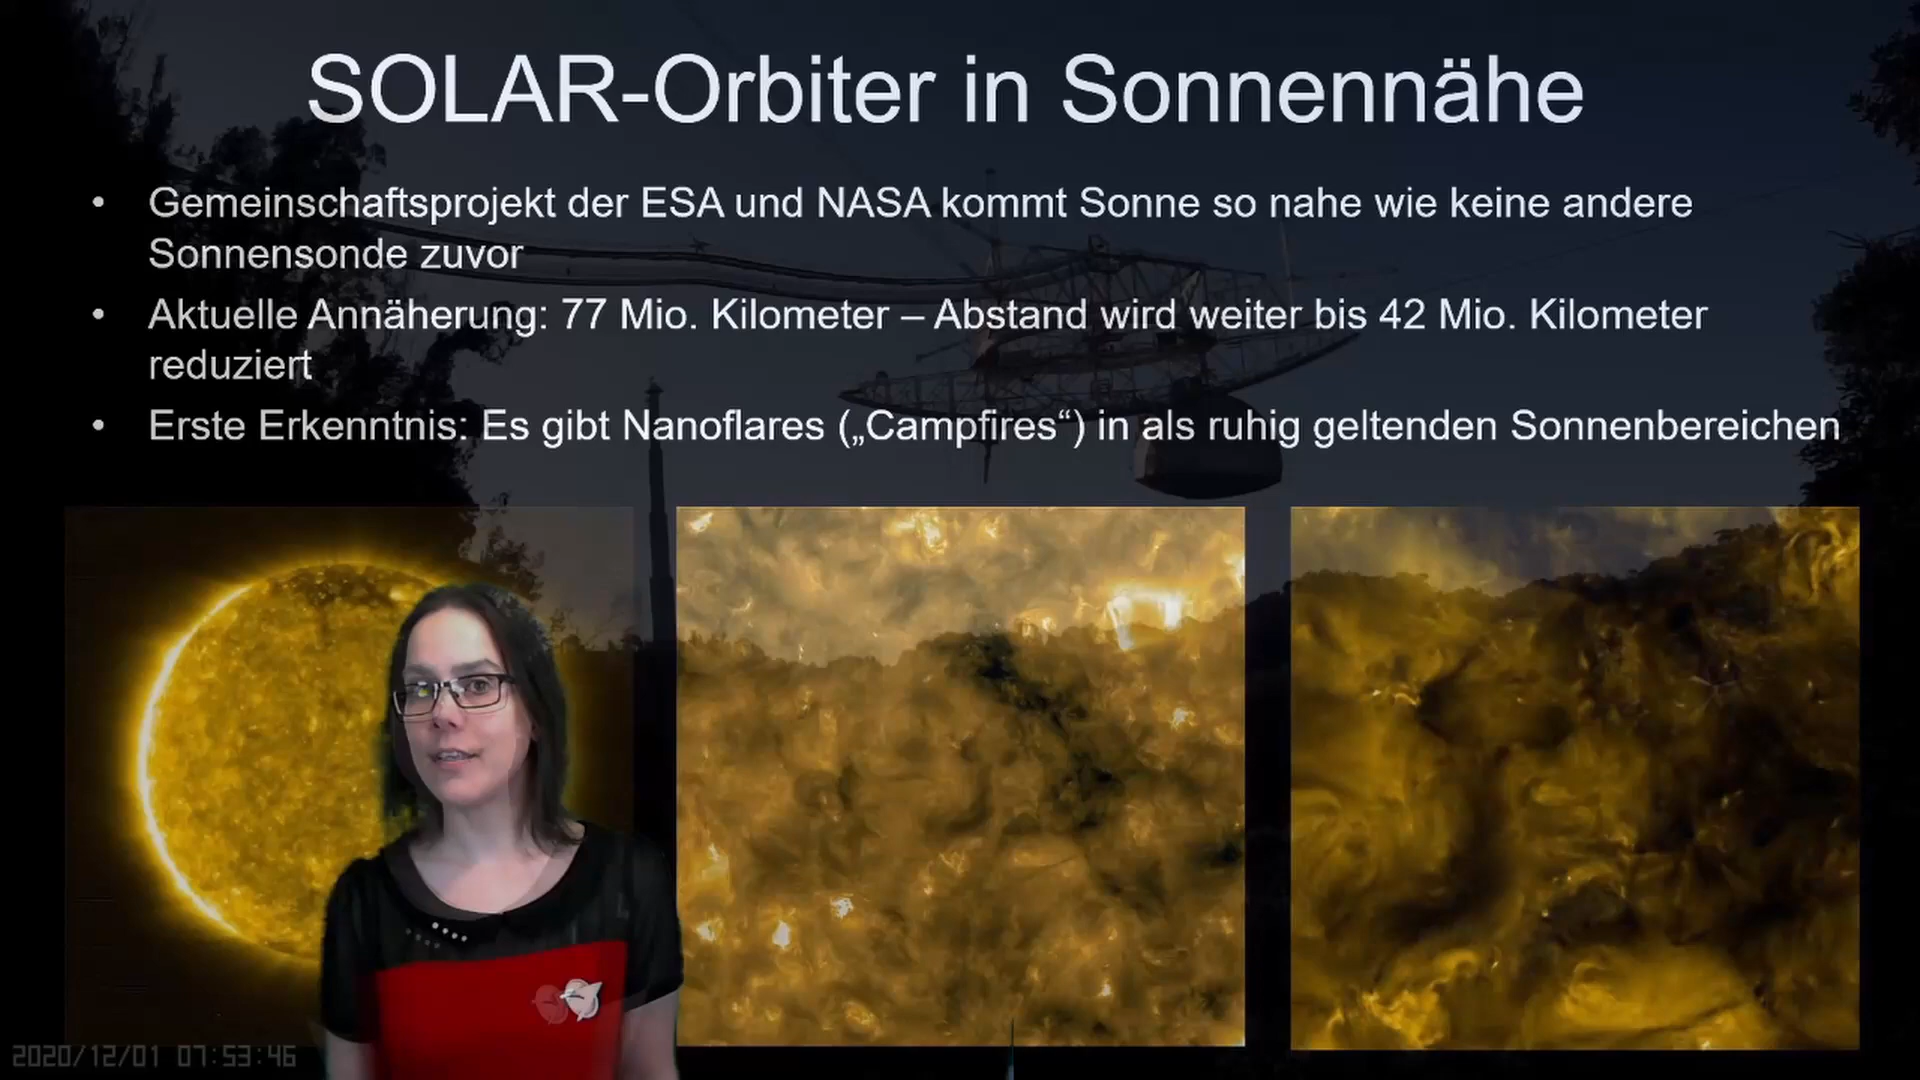 SOLAR-Orbiter in Sonnennähe
• Gemeinschaftsprojekt der ESA und NASA kommt Sonne so nahe wie keine andere
Sonnensonde zuvor
• Aktuelle Annäherung: 77 Mio. Kilometer – Abstand wird weiter bis 42 Mio. Kilometer
reduziert
• Erste Erkenntnis: Es gibt Nanoflares („Campfires“) in als ruhig geltenden Sonnenbereichen
2020/12/01 07:53:46